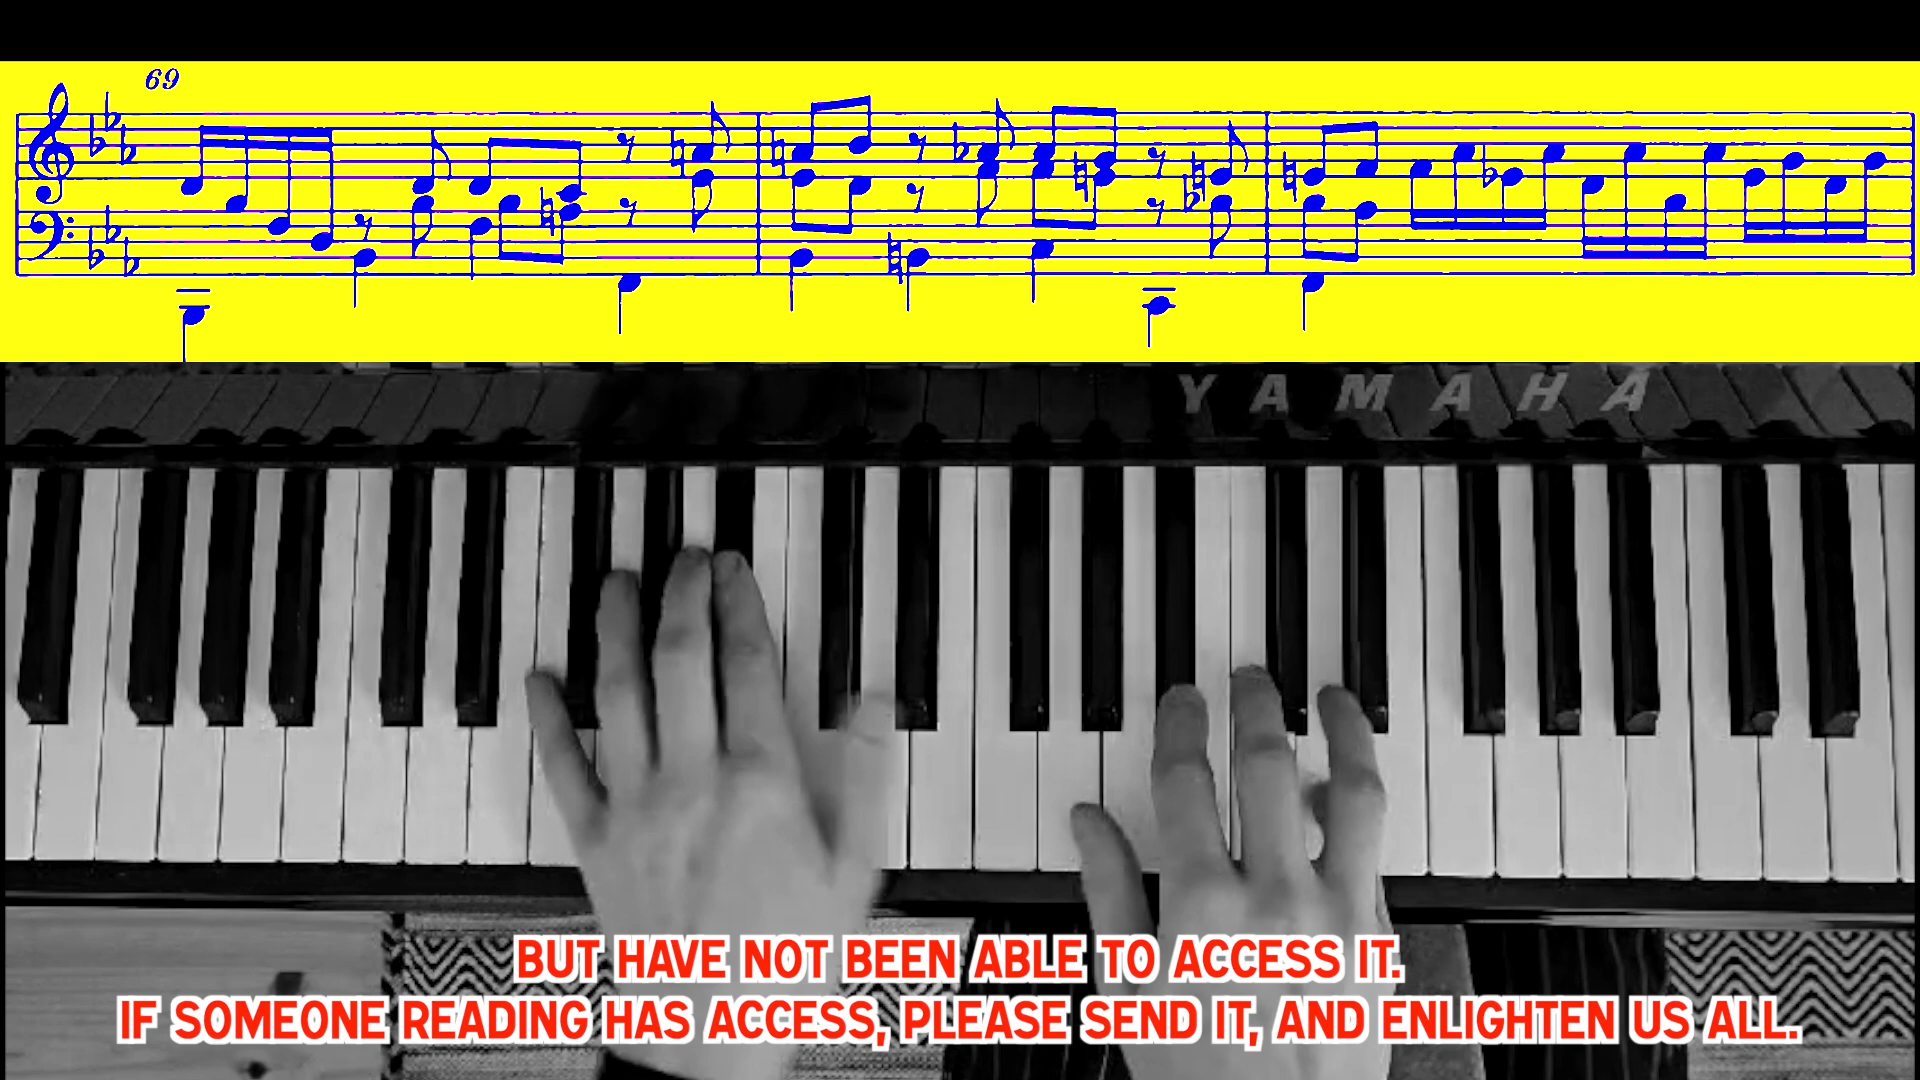 69
YAMAHA
BUT HAVE NOT BEEN ABLE TO ACCESS IT.
IF SOMEONE READING HAS ACCESS, PLEASE SEND IT, AND ENLIGHTEN US ALL.